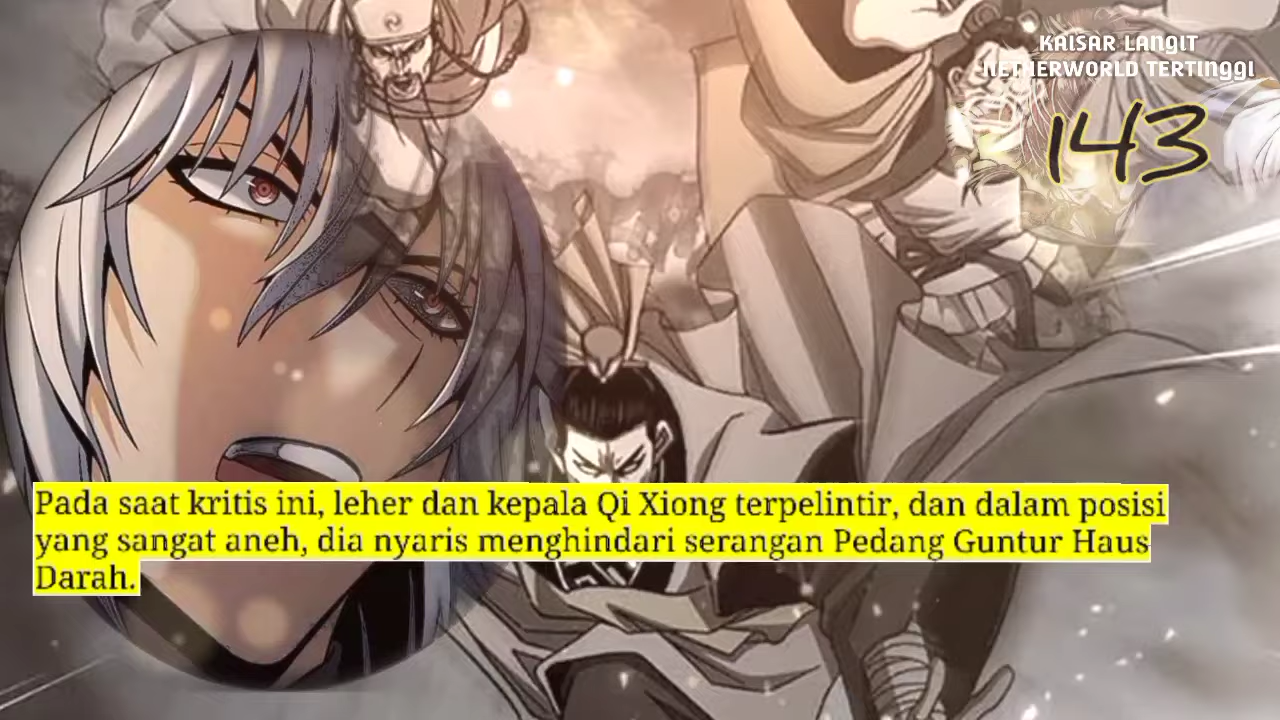 KAISAR LANGIT
NETHERWORLD TERTINGGI
143
Pada saat kritis ini, leher dan kepala Qi Xiong terpelintir, dan dalam posisi
yang sangat aneh, dia nyaris menghindari serangan Pedang Guntur Haus
Darah.